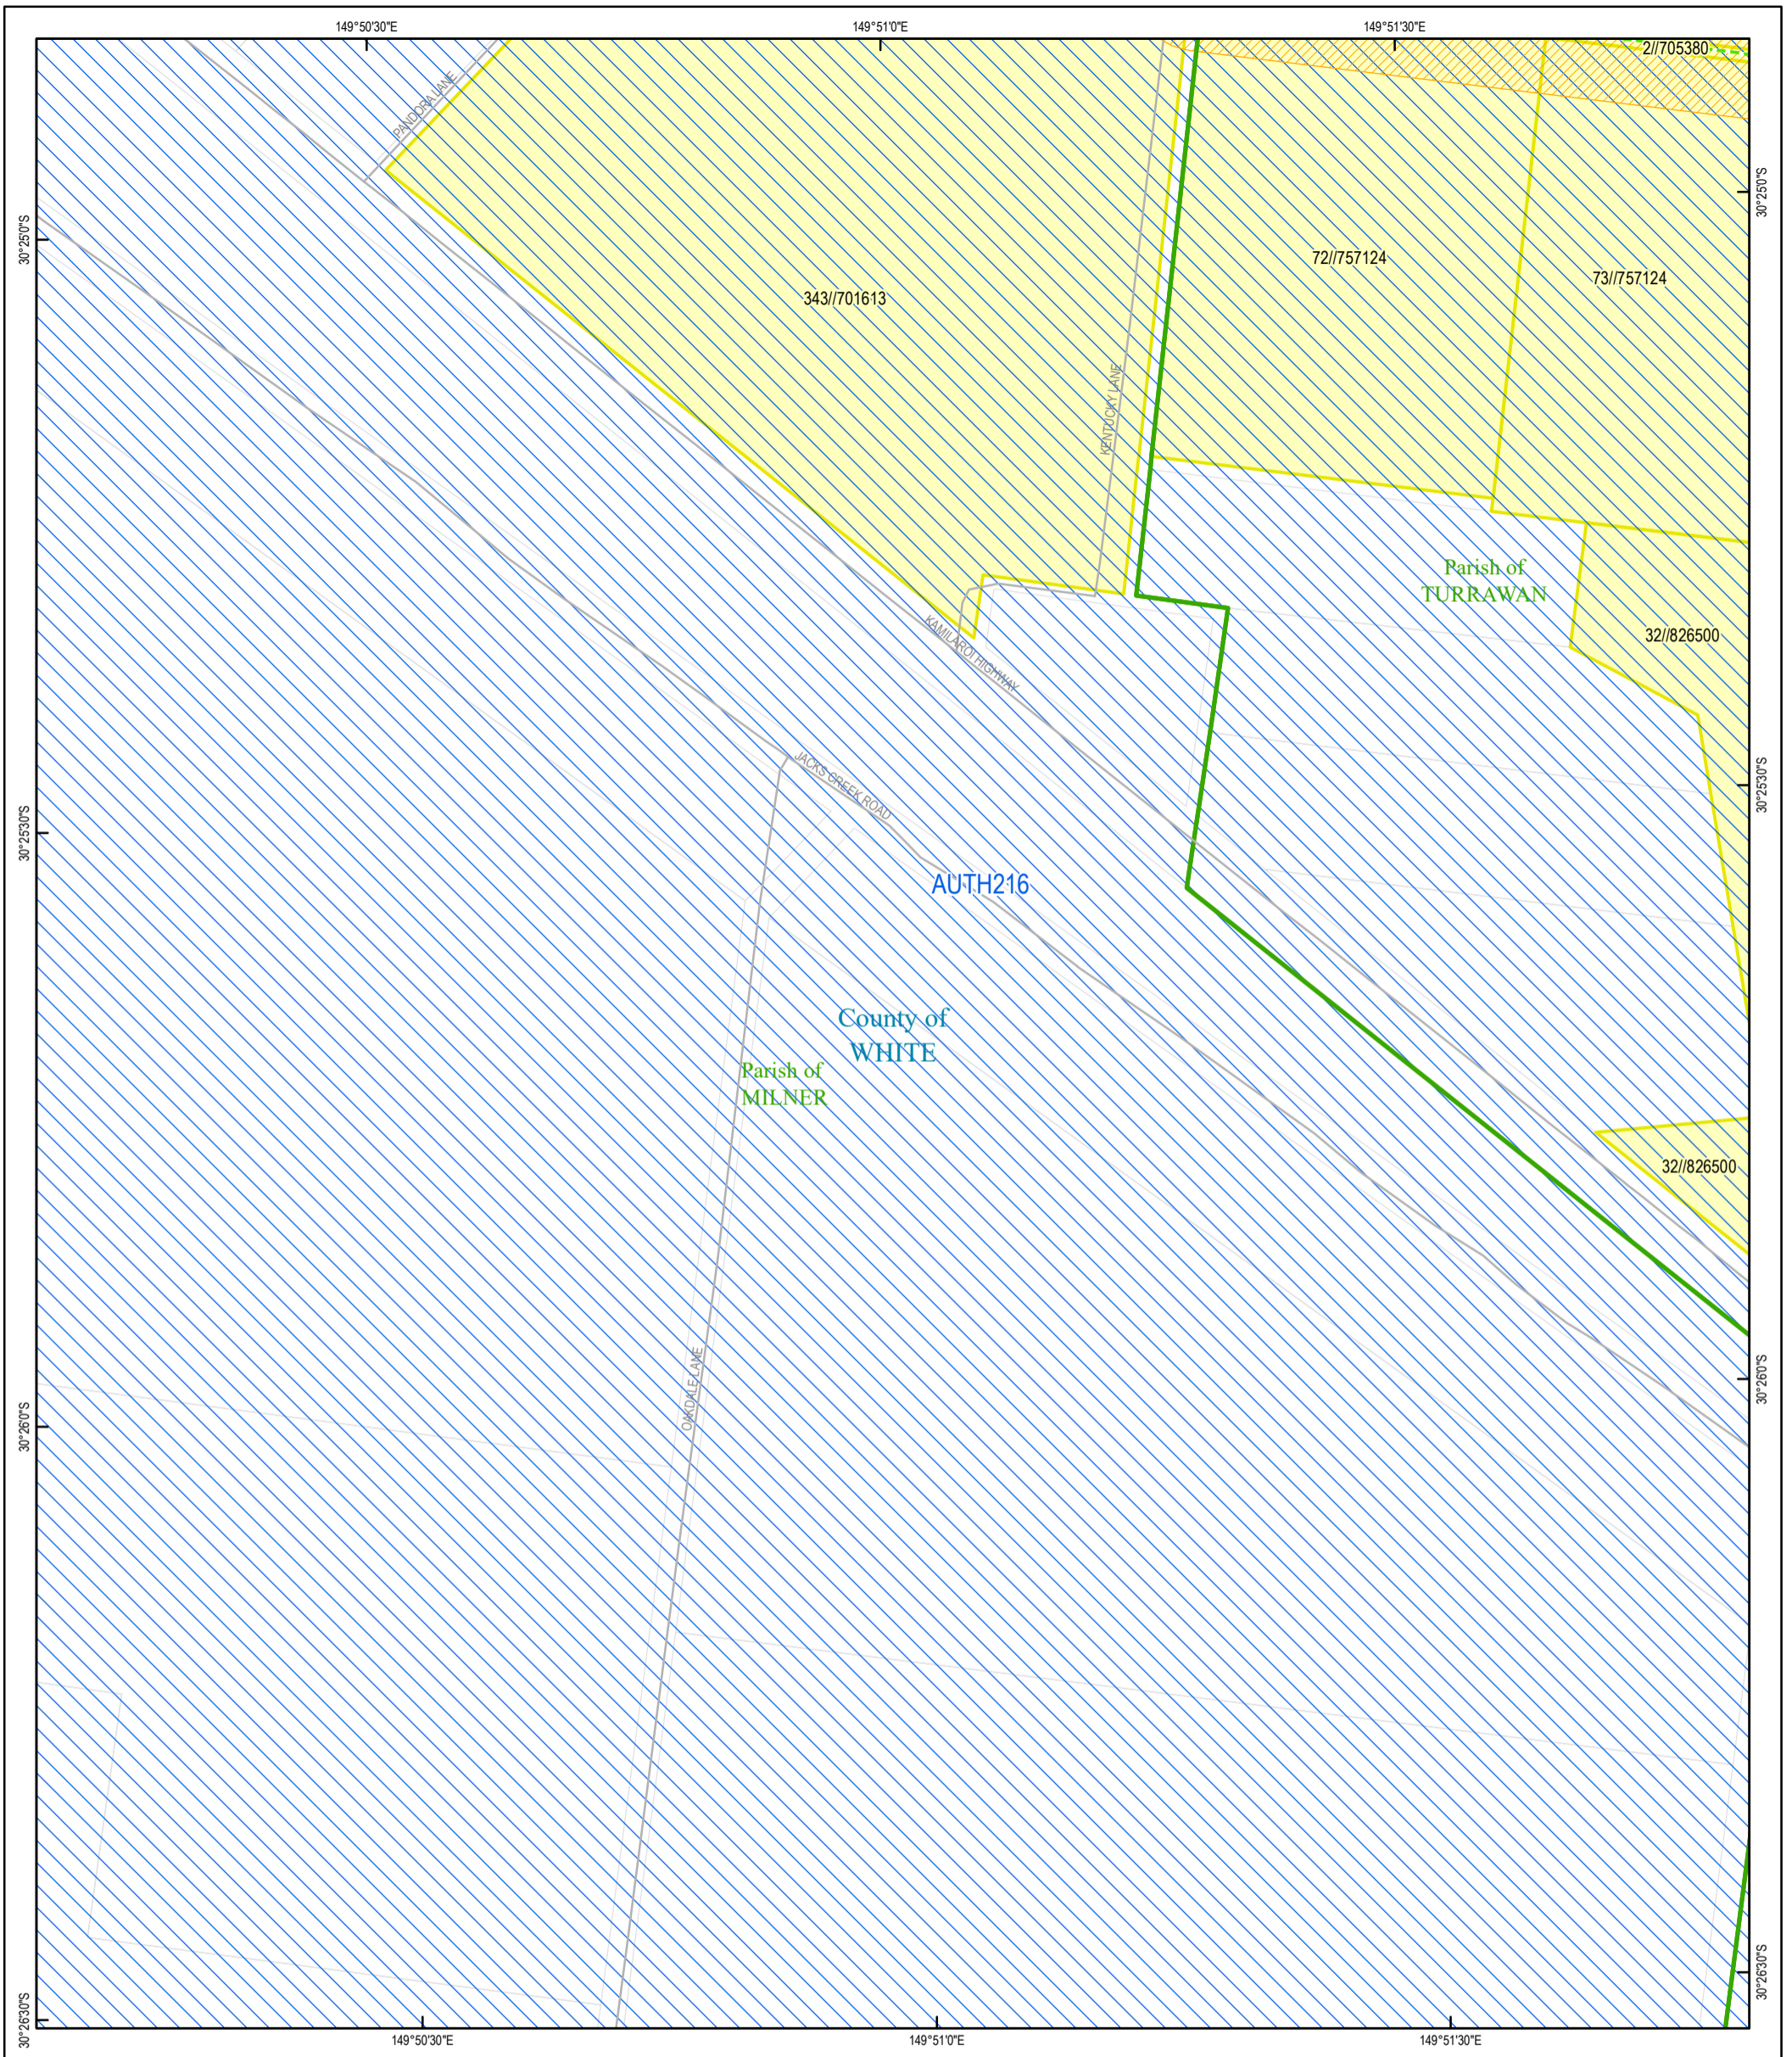 149°50'30"E
149°51'0"E
149°51'30"E
2//705380
PANDORA LANE
30°25'0"S
30°25'0"S
72//757124
73//757124
343//701613
KENTUCKY LANE
Parish of
TURRAWAN
32//826500
KAMILAROI HIGHWAY
JACKS CREEK ROAD
30°25'30"S
30°25'30"S
AUTH216
County of
WHITE
Parish of
MILNER
32//826500
OAKDALE LANE
30°26'0"S
30°26'0"S
30°26'30"S
30°26'30"S
149°50'30"E
149°51'0"E
149°51'30"E